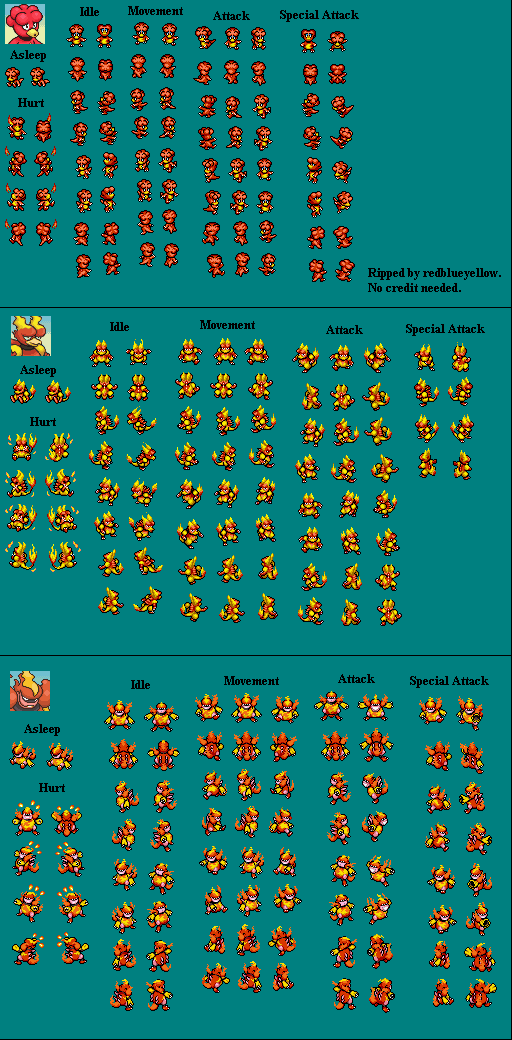 Idle
Movement
Attack
Special Attack
Asleep
Hurt
Ripped by redblueyellow.
No credit needed.
Idle
Movement
Attack
Special Attack
Asleep
Hurt
Idle
Movement
Attack
Special Attack
Asleep
Hurt